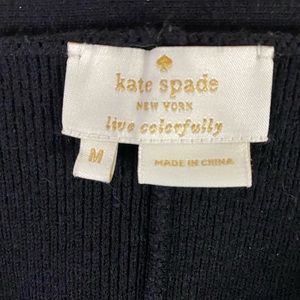 kate spade
NEW YORK
live colorfully
M
MADE IN CHINA